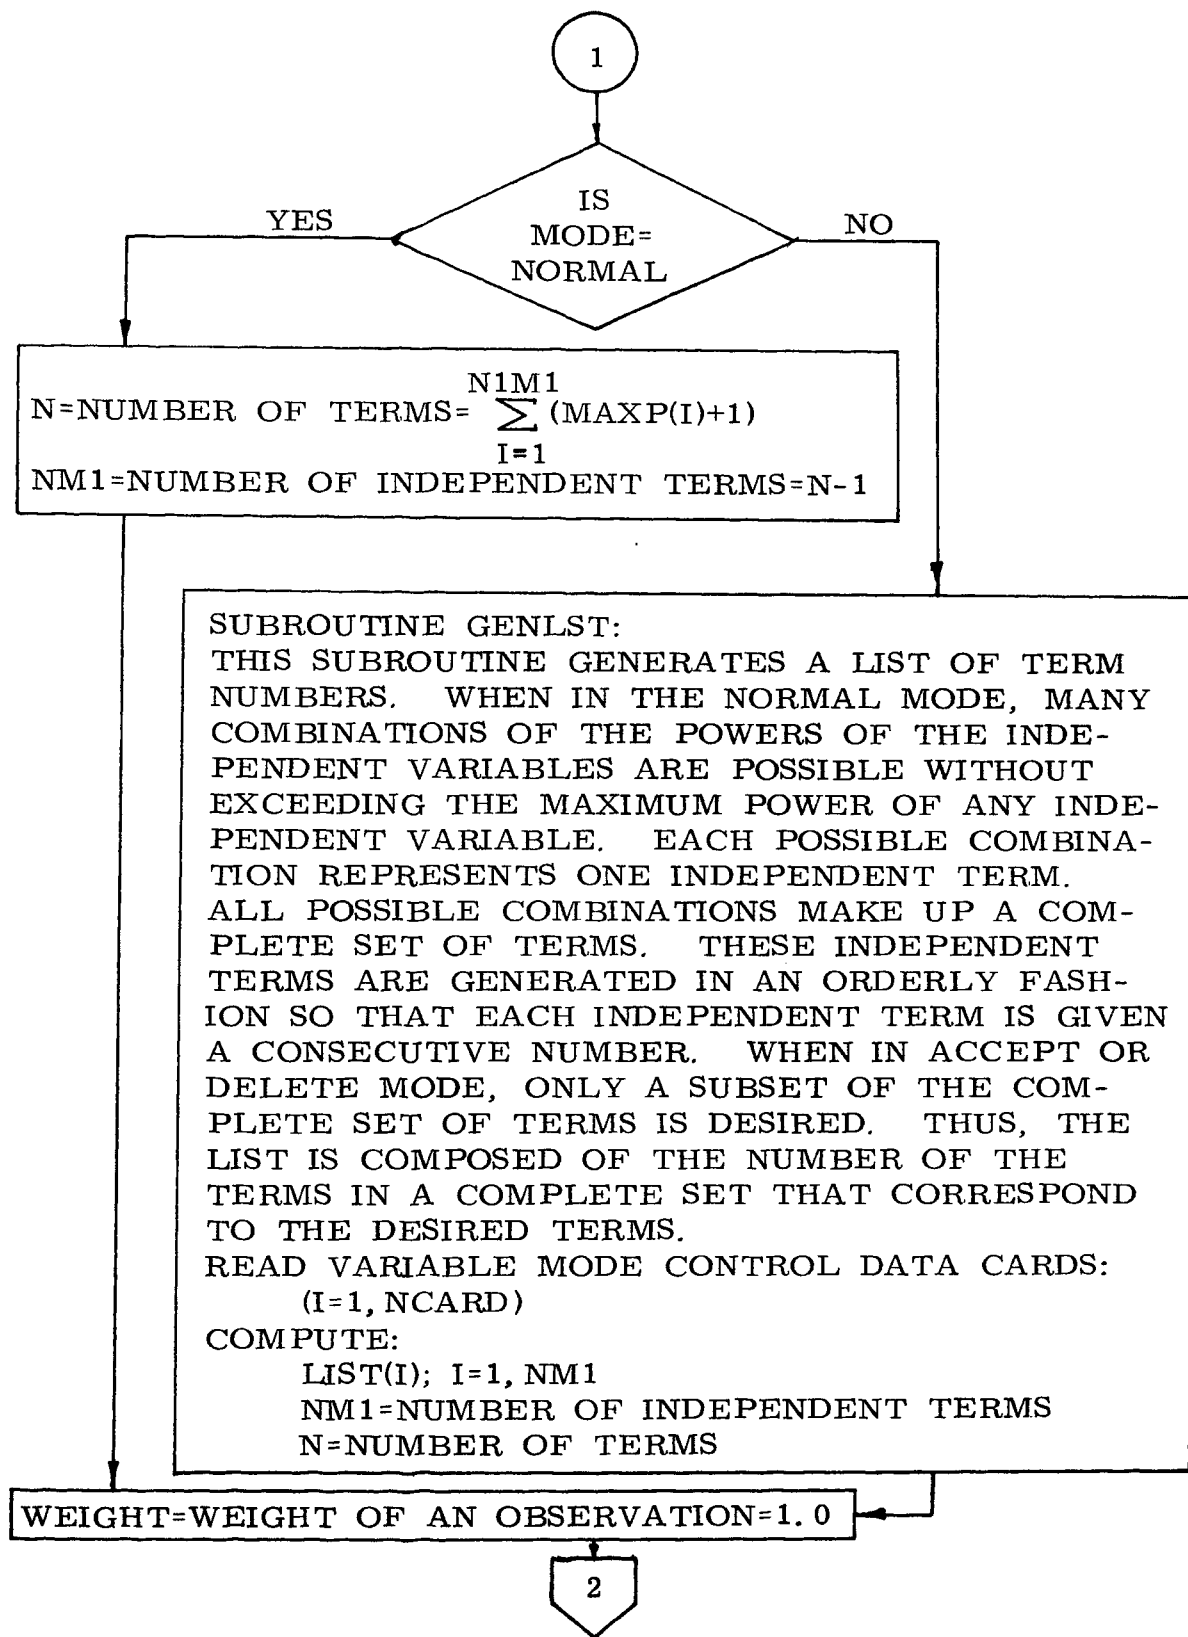 1
IS
MODE=
NORMAL
YES
NO
N1M1
N=NUMBER OF TERMS= ∑ (MAXP(I)+1)
I=1
NM1=NUMBER OF INDEPENDENT TERMS=N-1
SUBROUTINE GENLST:
THIS SUBROUTINE GENERATES A LIST OF TERM
NUMBERS. WHEN IN THE NORMAL MODE, MANY
COMBINATIONS OF THE POWERS OF THE INDE-
PENDENT VARIABLES ARE POSSIBLE WITHOUT
EXCEEDING THE MAXIMUM POWER OF ANY INDE-
PENDENT VARIABLE. EACH POSSIBLE COMBINA-
TION REPRESENTS ONE INDEPENDENT TERM.
ALL POSSIBLE COMBINATIONS MAKE UP A COM-
PLETE SET OF TERMS. THESE INDEPENDENT
TERMS ARE GENERATED IN AN ORDERLY FASH-
ION SO THAT EACH INDEPENDENT TERM IS GIVEN
A CONSECUTIVE NUMBER. WHEN IN ACCEPT OR
DELETE MODE, ONLY A SUBSET OF THE COM-
PLETE SET OF TERMS IS DESIRED. THUS, THE
LIST IS COMPOSED OF THE NUMBER OF THE
TERMS IN A COMPLETE SET THAT CORRESPOND
TO THE DESIRED TERMS.
READ VARIABLE MODE CONTROL DATA CARDS:
(I=1, NCARD)
COMPUTE:
LIST(I); I=1, NM1
NM1=NUMBER OF INDEPENDENT TERMS
N=NUMBER OF TERMS
WEIGHT=WEIGHT OF AN OBSERVATION=1.0
2